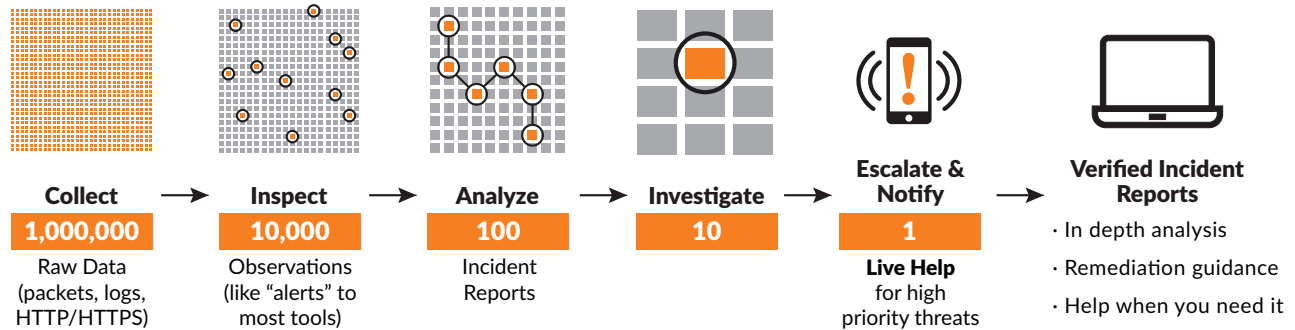 Collect
1,000,000
Raw Data
(packets, logs,
HTTP/HTTPS)
Inspect
10,000
Observations
(like “alerts” to
most tools)
Analyze
100
Incident
Reports
Investigate
10
!
Escalate &
Notify
1
Live Help
for high
priority threats
Verified Incident
Reports
· In depth analysis
· Remediation guidance
· Help when you need it